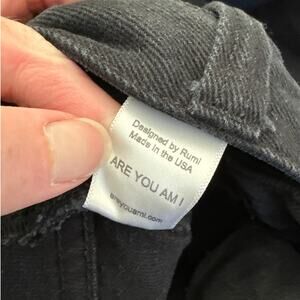 Designed by Rumi
Made in the USA
ARE YOU AM I
areyouami.com